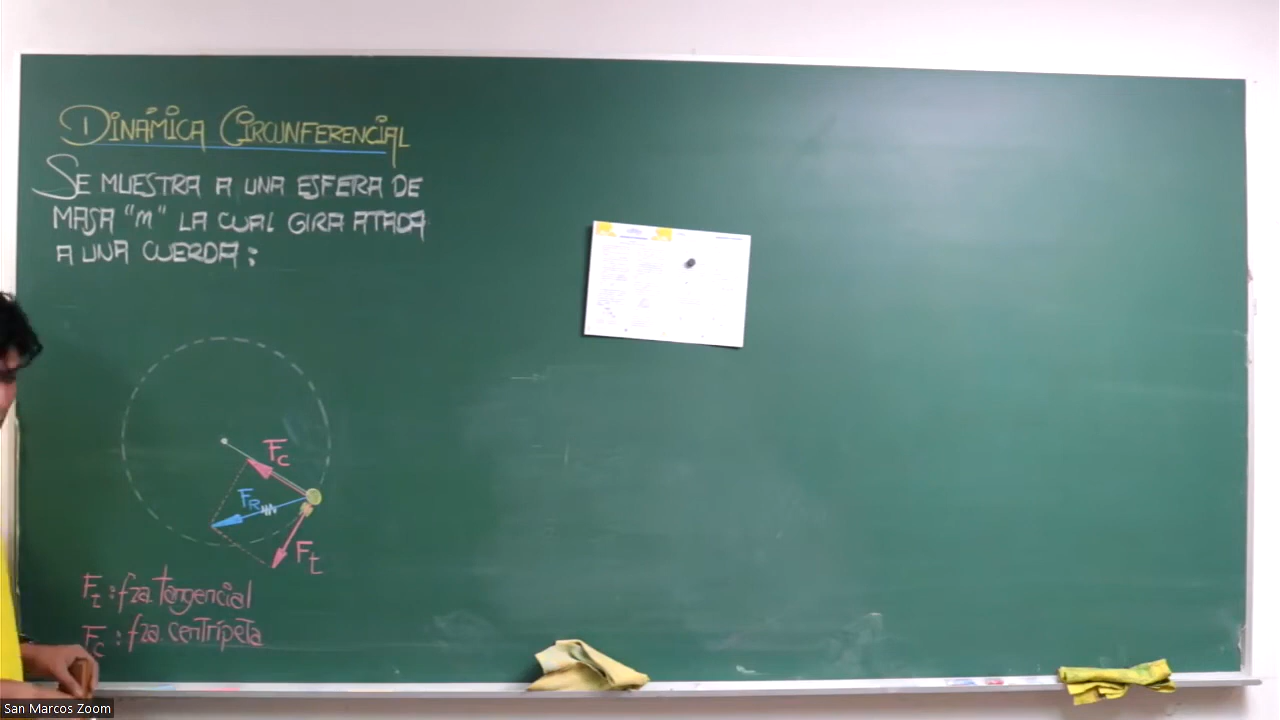 DINÁMICA CIRCUNFERENCIAL
SE MUESTRA A UNA ESFERA DE
MASA "m" LA CUAL GIRA ATADA
A UNA CUERDA:
Fc
FR
Ft
Ft: fza. tangencial
Fc: fza. centrípeta
San Marcos Zoom